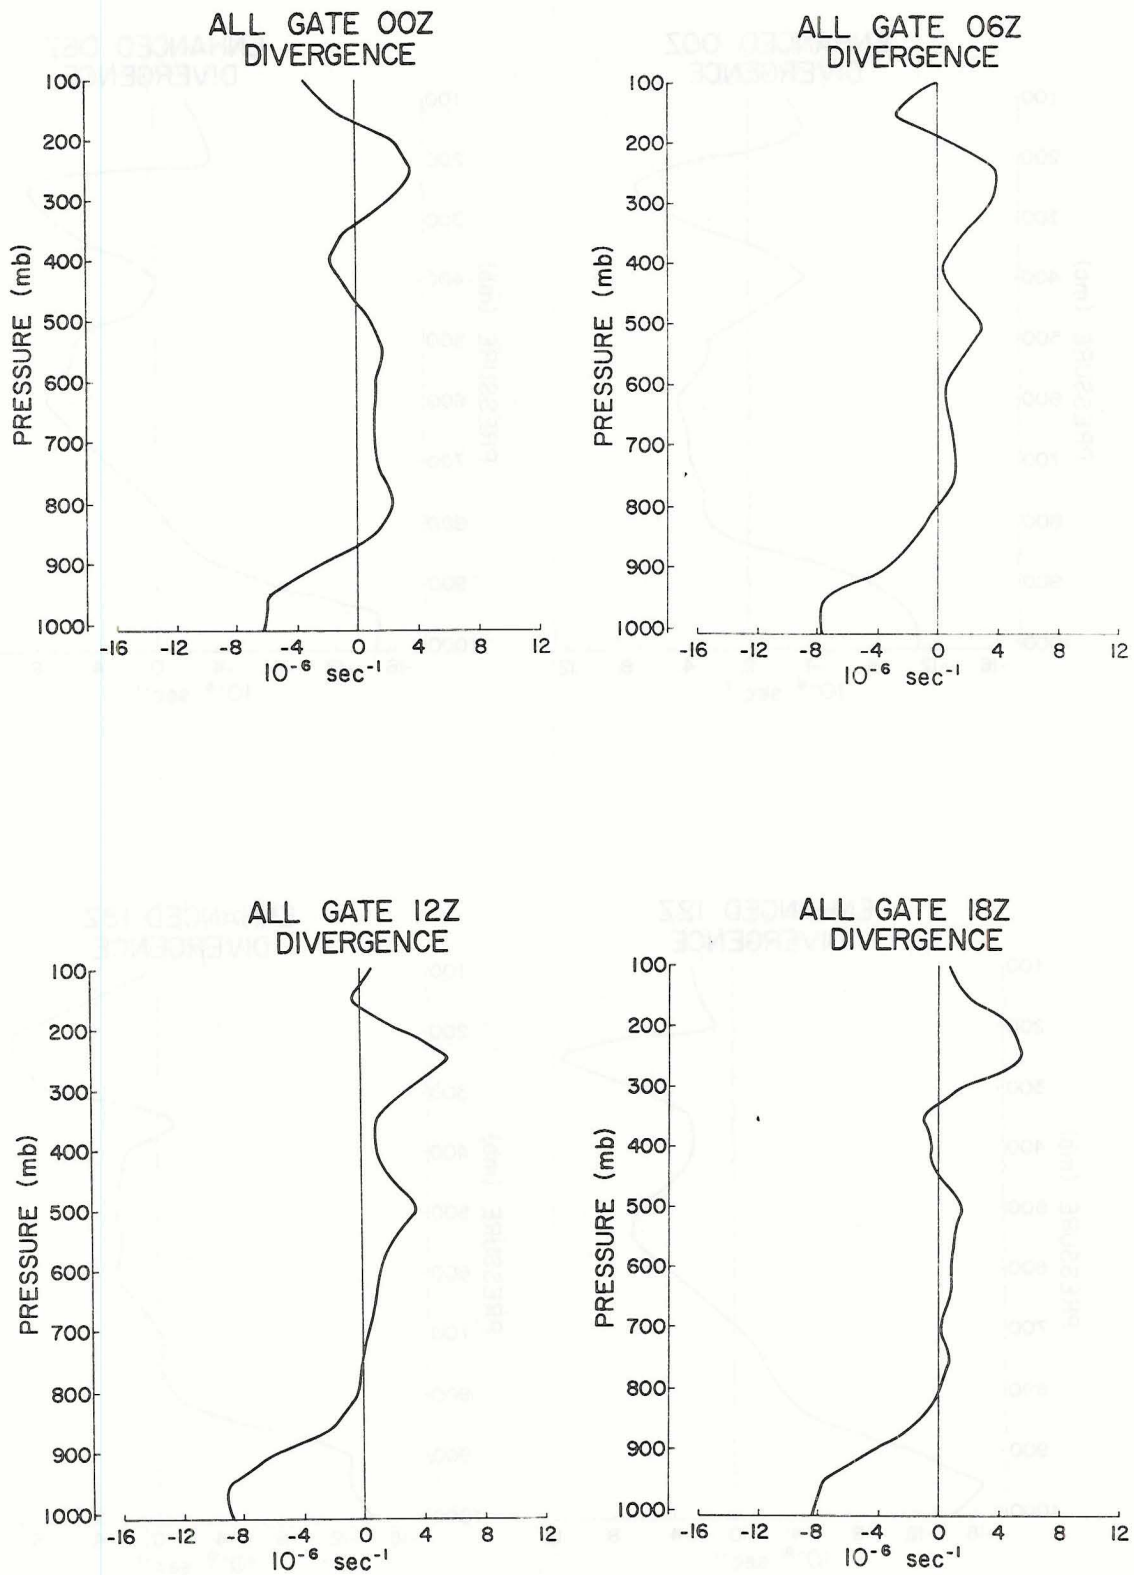 ALL GATE 00Z
DIVERGENCE
100
200
300
400
500
600
700
800
900
1000
PRESSURE (mb)
-16 -12 -8 -4 0 4 8 12
10⁻⁶ sec⁻¹
ALL GATE 06Z
DIVERGENCE
100
200
300
400
500
600
700
800
900
1000
PRESSURE (mb)
-16 -12 -8 -4 0 4 8 12
10⁻⁶ sec⁻¹
ALL GATE 12Z
DIVERGENCE
100
200
300
400
500
600
700
800
900
1000
PRESSURE (mb)
-16 -12 -8 -4 0 4 8 12
10⁻⁶ sec⁻¹
ALL GATE 18Z
DIVERGENCE
100
200
300
400
500
600
700
800
900
1000
PRESSURE (mb)
-16 -12 -8 -4 0 4 8 12
10⁻⁶ sec⁻¹